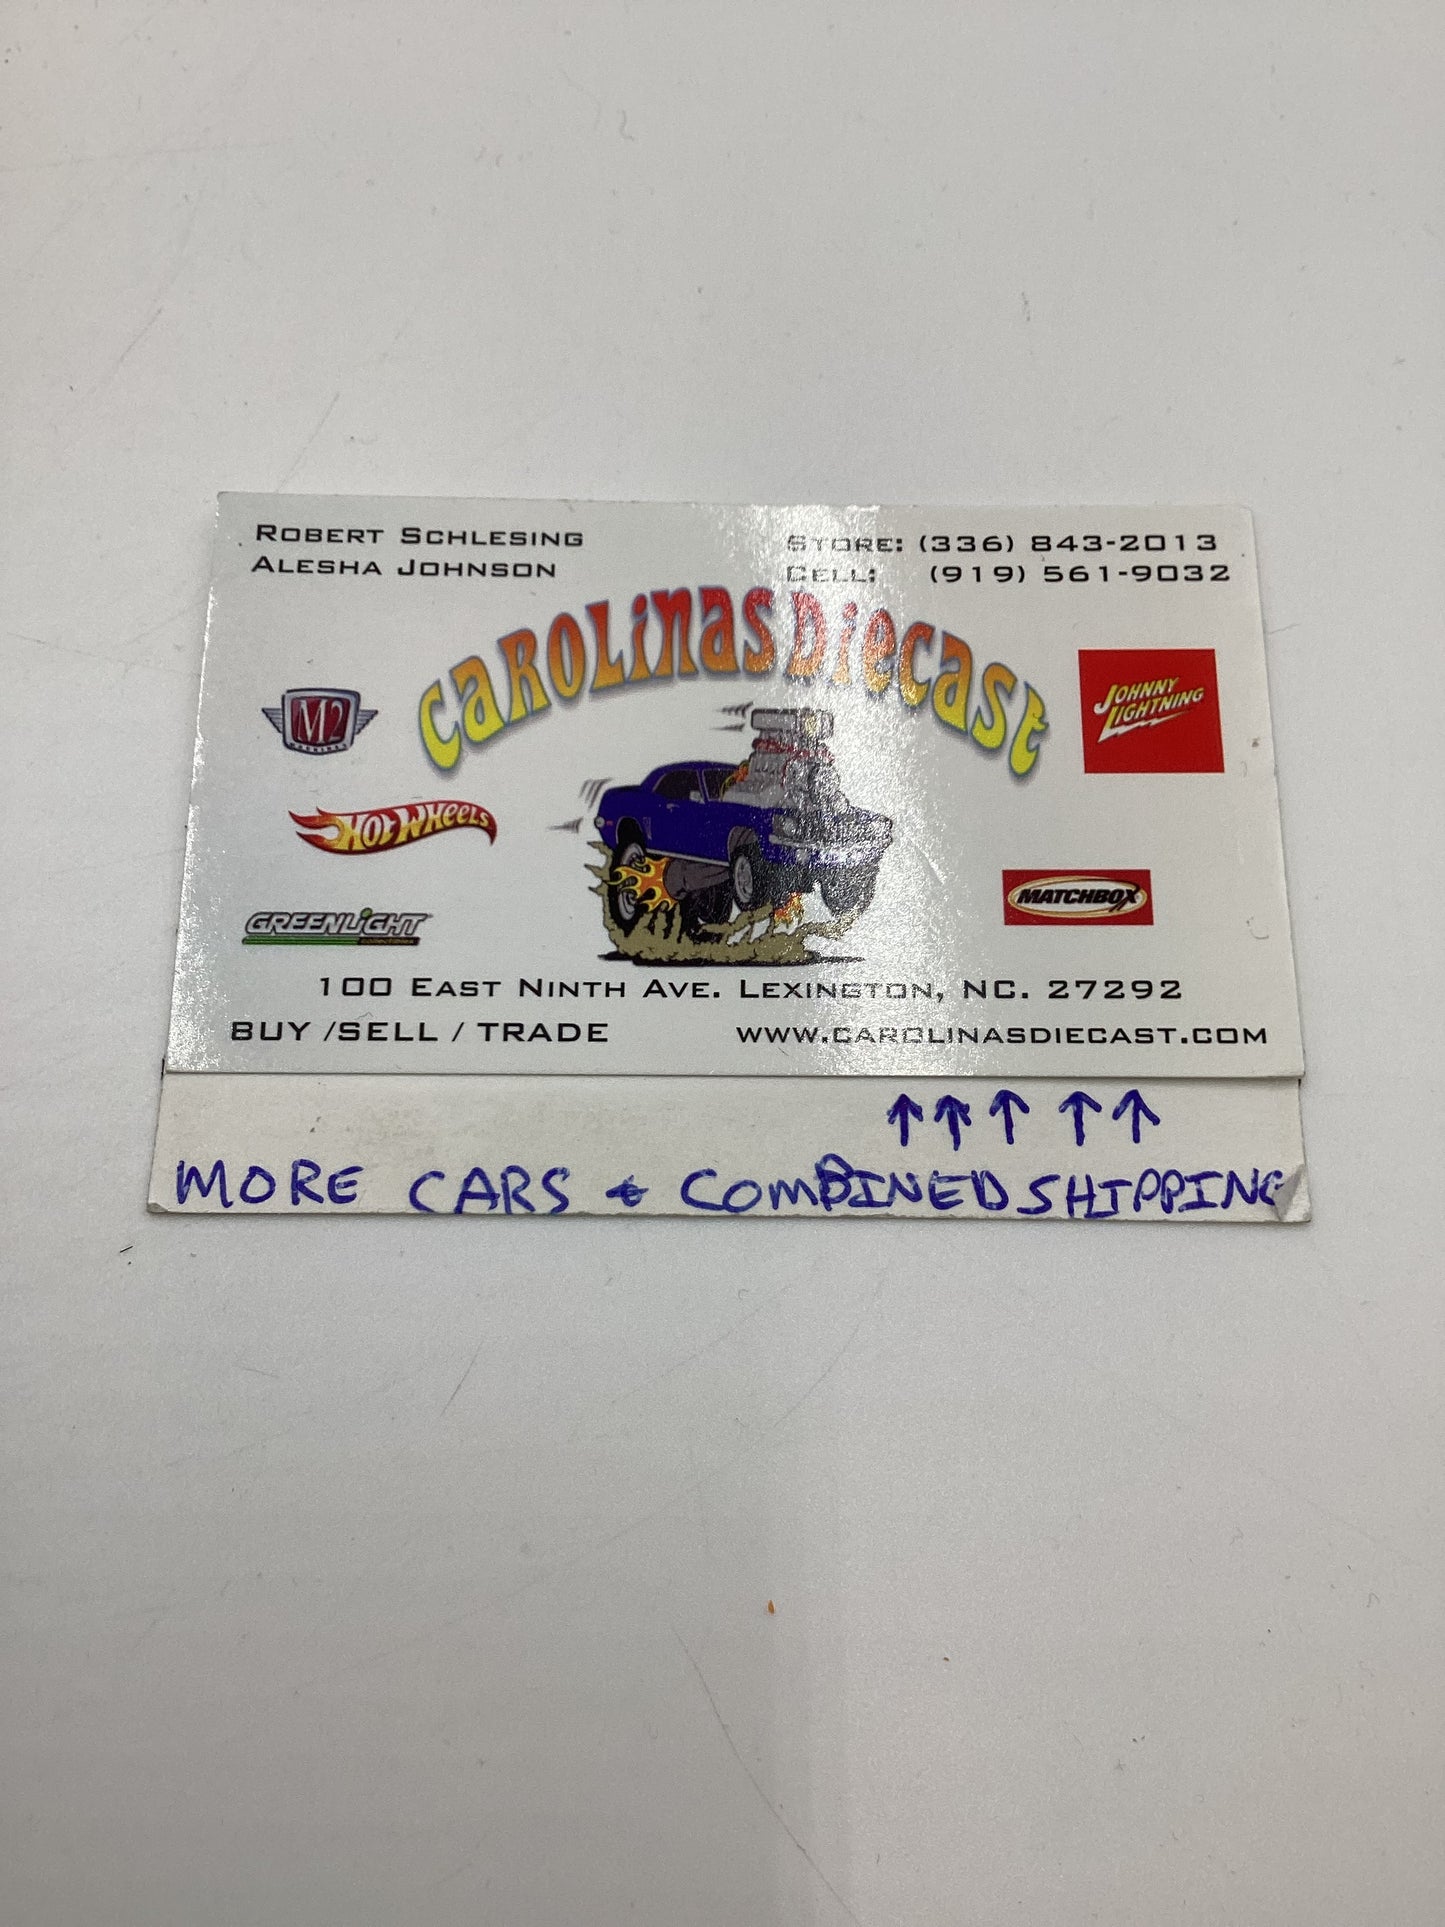 ROBERT SCHLESING
ALESHA JOHNSON
STORE: (336) 843-2013
CELL: (919) 561-9032
CAROLINAS DIECAST
M2
MACHINES
JOHNNY LIGHTNING
HOT WHEELS
MATCHBOX
GREENLIGHT
COLLECTIBLES
100 EAST NINTH AVE. LEXINGTON, NC. 27292
BUY /SELL / TRADE
WWW.CAROLINASDIECAST.COM
↑↑↑↑↑
MORE CARS & COMBINED SHIPPING